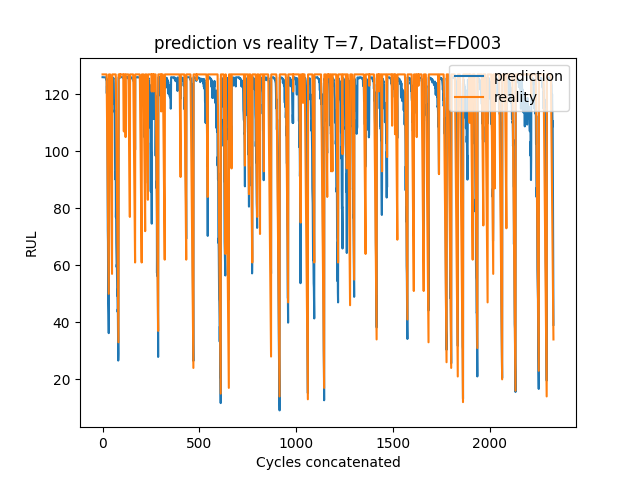 prediction vs reality T=7, Datalist=FD003
prediction
reality
120
100
80
60
40
20
RUL
0
500
1000
1500
2000
Cycles concatenated